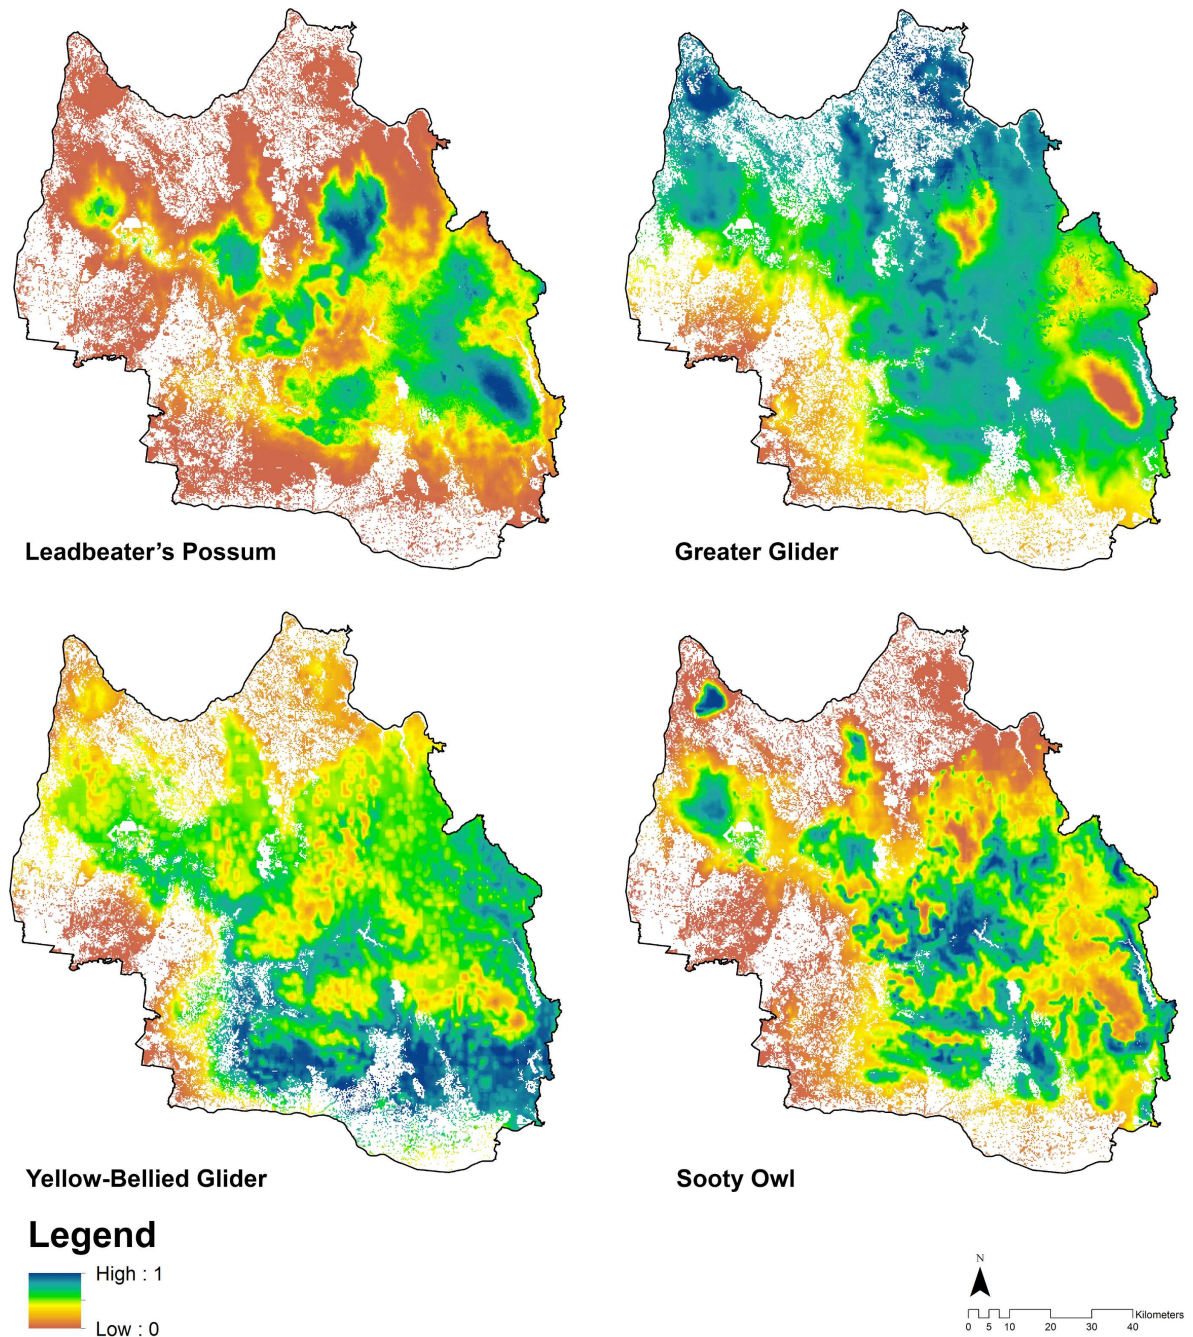 Leadbeater’s Possum
Greater Glider
Yellow-Bellied Glider
Sooty Owl
Legend
High : 1
Low : 0
N
Kilometers
0 5 10 20 30 40